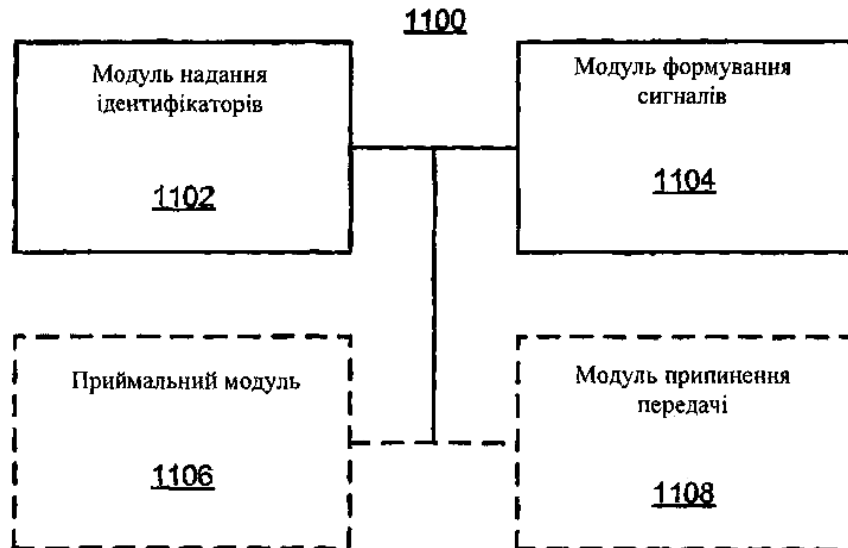 1100
Модуль надання
ідентифікаторів
1102
Модуль формування
сигналів
1104
Приймальний модуль
1106
Модуль припинення
передачі
1108